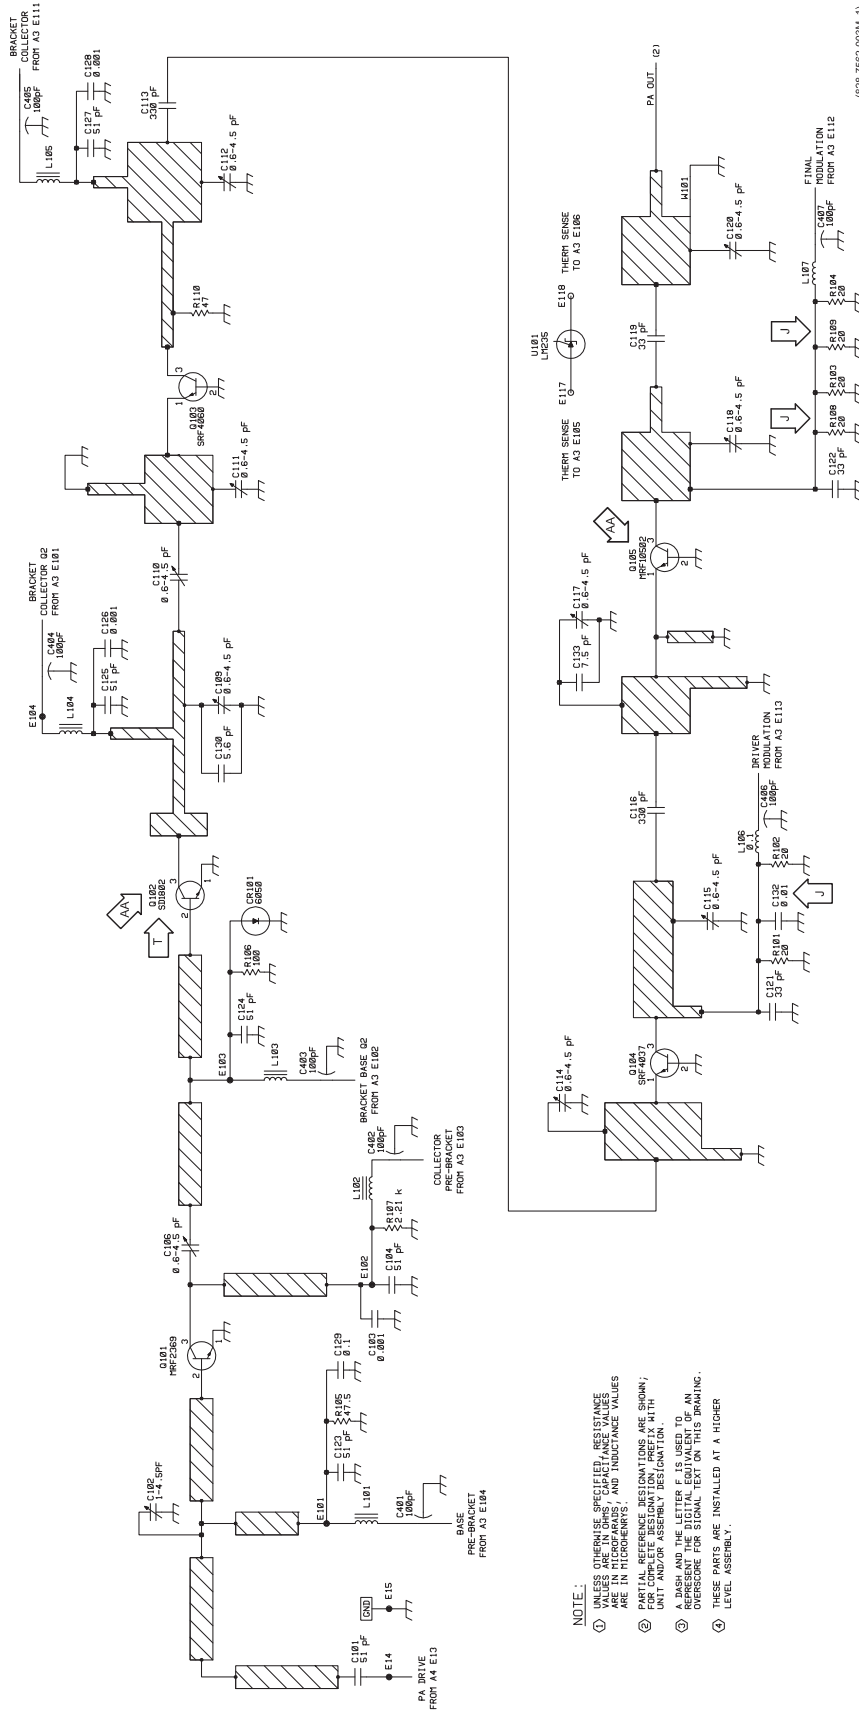 PA DRIVE
FROM A4 E13
E14
C101
51 pF
GND
E15
C102
1-4.5PF
E101
L101
C401
100pF
BASE
PRE-BRACKET
FROM A3 E104
C123
51 pF
R105
47.5
C129
0.1
Q101
MRF2369
2
3
1
C103
0.001
E102
C104
51 pF
R107
2.21 k
L102
C402
100pF
COLLECTOR
PRE-BRACKET
FROM A3 E103
C106
0.6-4.5 pF
E103
L103
C403
100pF
BRACKET BASE Q2
FROM A3 E102
C124
51 pF
R106
100
CR101
6050
T
AA
Q102
SD1802
2
3
1
E104
L104
C404
100pF
BRACKET
COLLECTOR Q2
FROM A3 E101
C125
51 pF
C126
0.001
C130
5.6 pF
C109
0.6-4.5 pF
C110
0.6-4.5 pF
C111
0.6-4.5 pF
Q103
SRF4060
1
3
2
R110
47
L105
C405
100pF
BRACKET
COLLECTOR
FROM A3 E111
C127
51 pF
C128
0.001
C112
0.6-4.5 pF
C113
330 pF
C114
0.6-4.5 pF
Q104
SRF4037
1
3
2
C121
33 pF
R101
20
C132
0.01
J
R102
20
L106
0.1
C406
100pF
DRIVER
MODULATION
FROM A3 E113
C115
0.6-4.5 pF
C116
330 pF
C133
7.5 pF
C117
0.6-4.5 pF
AA
Q105
MRF10502
1
3
2
THERM SENSE
TO A3 E105
E117
U101
LM235
E118
THERM SENSE
TO A3 E106
C118
0.6-4.5 pF
C119
33 pF
C120
0.6-4.5 pF
W101
PA OUT (2)
C122
33 pF
R108
20
J
R103
20
R109
20
J
R104
20
L107
C407
100pF
FINAL
MODULATION
FROM A3 E112
NOTE:
1 UNLESS OTHERWISE SPECIFIED, RESISTANCE
VALUES ARE IN OHMS, CAPACITANCE VALUES
ARE IN MICROFARADS, AND INDUCTANCE VALUES
ARE IN MICROHENRYS.
2 PARTIAL REFERENCE DESIGNATIONS ARE SHOWN;
FOR COMPLETE DESIGNATION, PREFIX WITH
UNIT AND/OR ASSEMBLY DESIGNATION.
3 A DASH AND THE LETTER F IS USED TO
REPRESENT THE DIGITAL EQUIVALENT OF AN
OVERSCORE FOR SIGNAL TEXT ON THIS DRAWING.
4 THESE PARTS ARE INSTALLED AT A HIGHER
LEVEL ASSEMBLY.